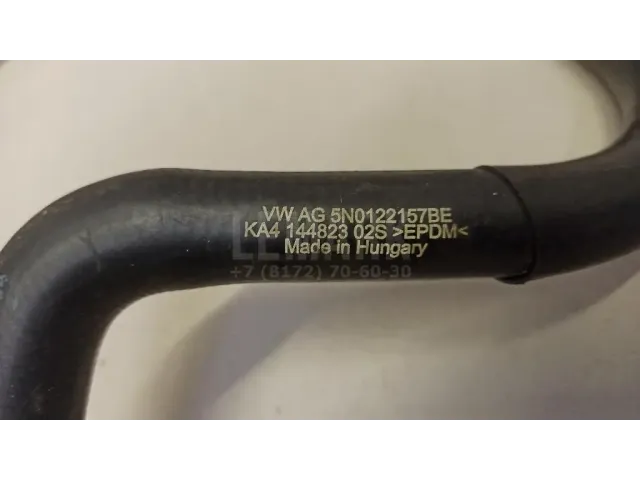 VW AG 5N0122157BE
KA4 144823 02S >EPDM<
Made in Hungary
+7 (8172) 70-60-30